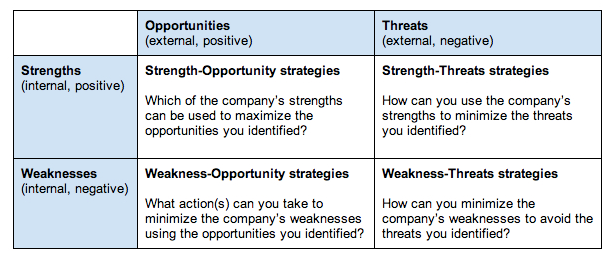 Opportunities
(external, positive)
Threats
(external, negative)
Strengths
(internal, positive)
Strength-Opportunity strategies
Which of the company's strengths
can be used to maximize the
opportunities you identified?
Strength-Threats strategies
How can you use the company's
strengths to minimize the threats
you identified?
Weaknesses
(internal, negative)
Weakness-Opportunity strategies
What action(s) can you take to
minimize the company's weaknesses
using the opportunities you identified?
Weakness-Threats strategies
How can you minimize the
company's weaknesses to avoid the
threats you identified?